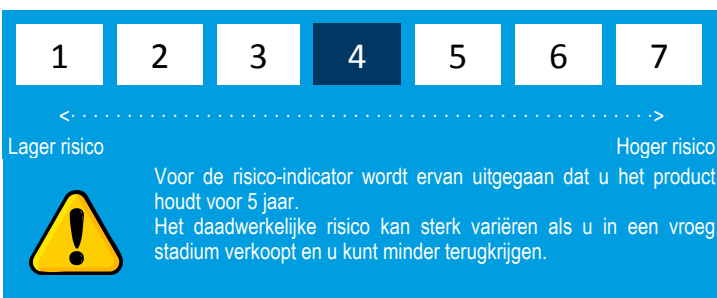 1 2 3 4 5 6 7
<· · · · · · · · · · · · · · · · · · · · · · · · · · · · · · · · · · · · · · · · · · · · · · · · · · · · · · · ·>
Lager risico Hoger risico
Voor de risico-indicator wordt ervan uitgegaan dat u het product
houdt voor 5 jaar.
Het daadwerkelijke risico kan sterk variëren als u in een vroeg
stadium verkoopt en u kunt minder terugkrijgen.